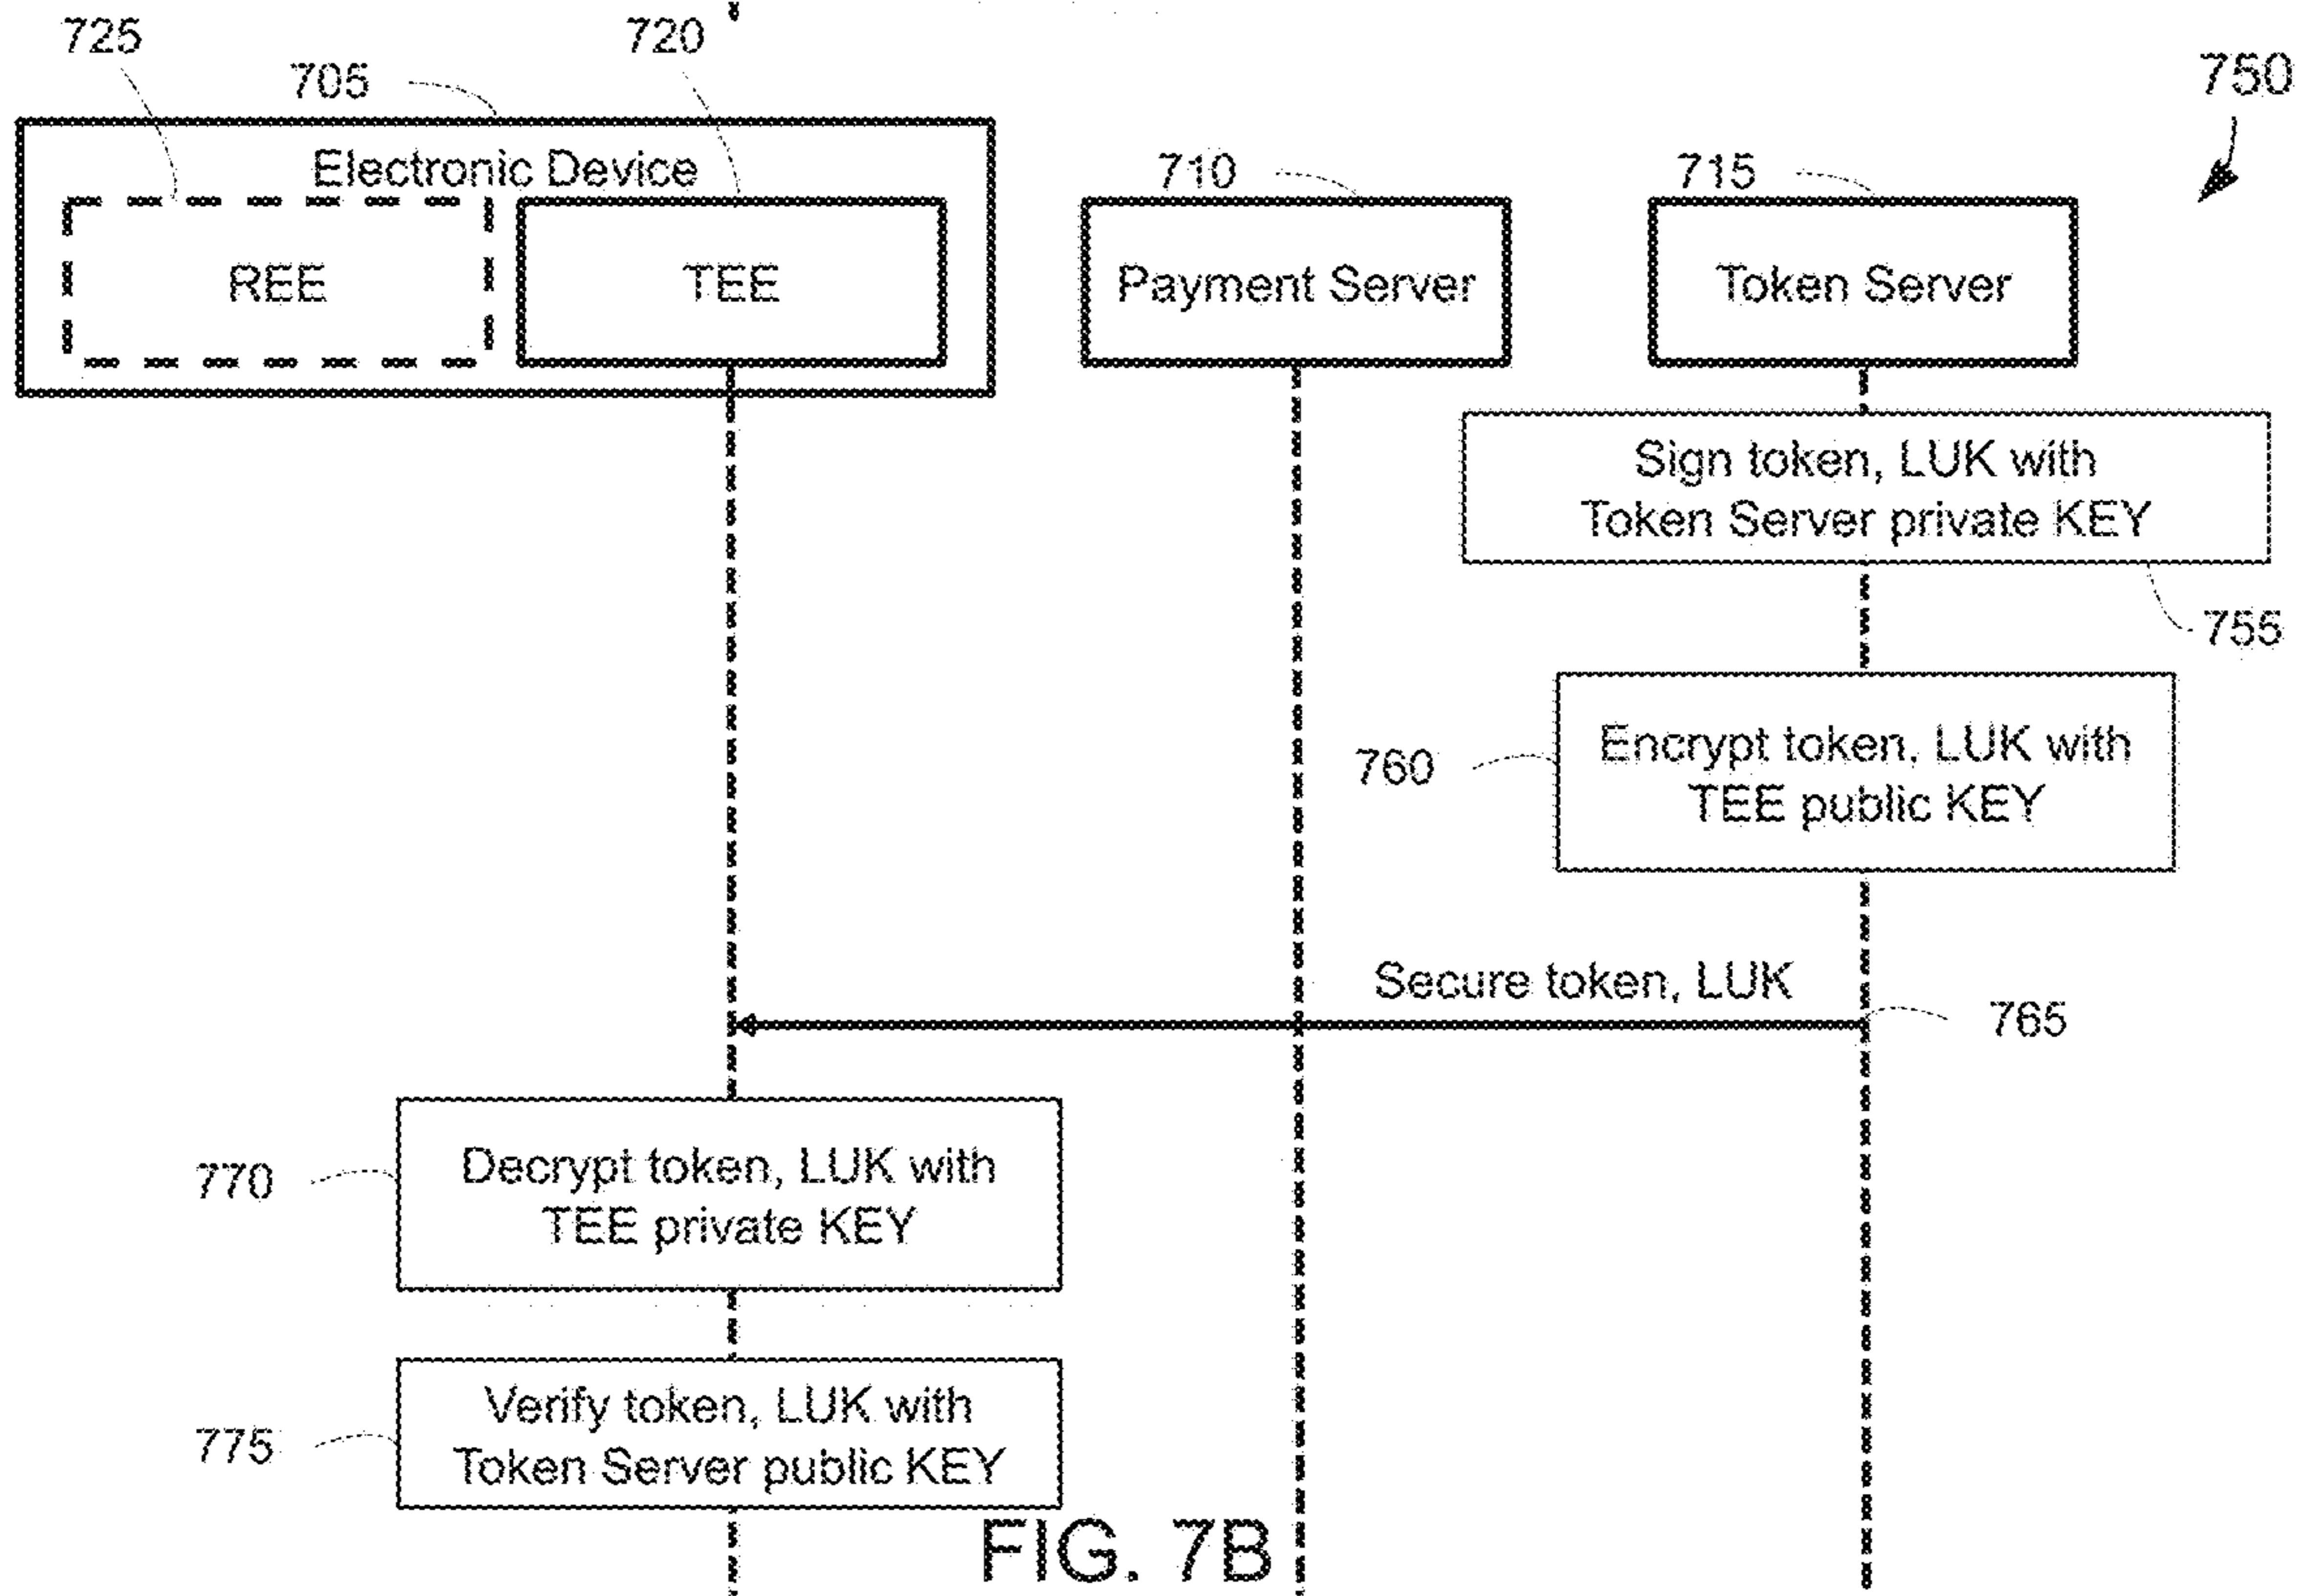 725
720
705
750
Electronic Device
710
715
REE
TEE
Payment Server
Token Server
Sign token, LUK with
Token Server private KEY
755
Encrypt token, LUK with
TEE public KEY
760
Secure token, LUK
765
770
Decrypt token, LUK with
TEE private KEY
775
Verify token, LUK with
Token Server public KEY
FIG. 7B